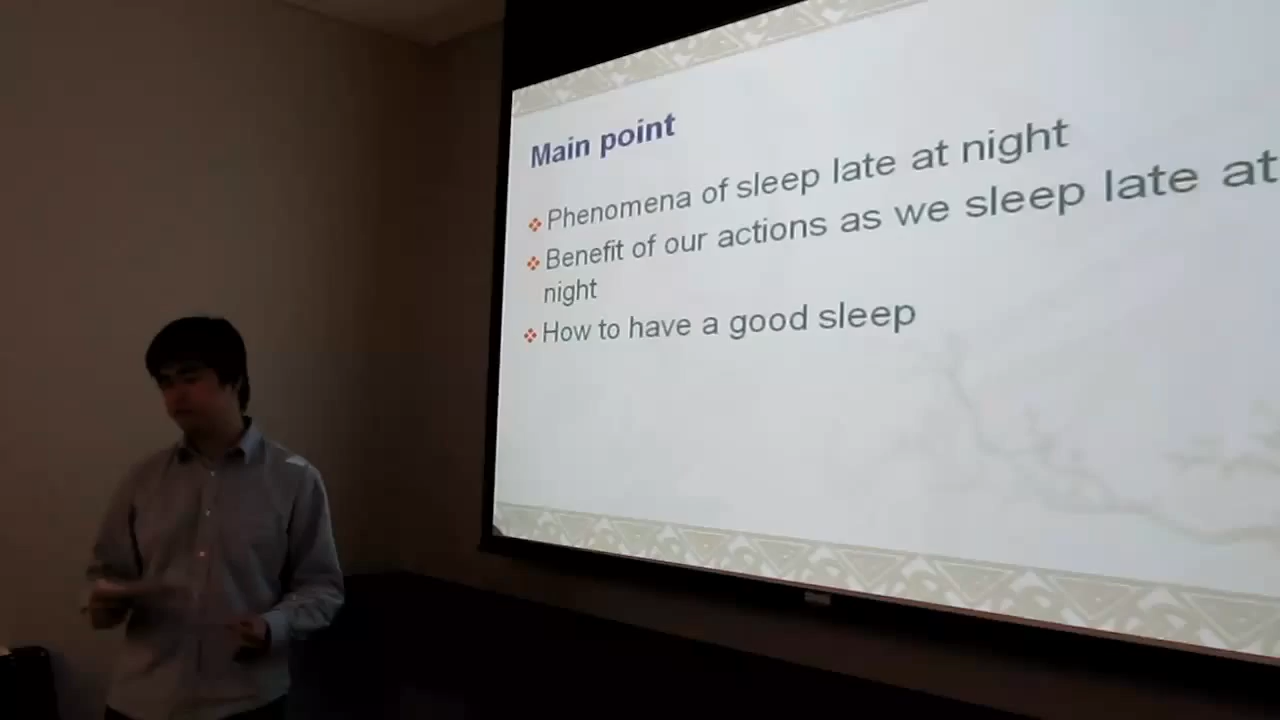 Main point
Phenomena of sleep late at night
Benefit of our actions as we sleep late at
night
How to have a good sleep